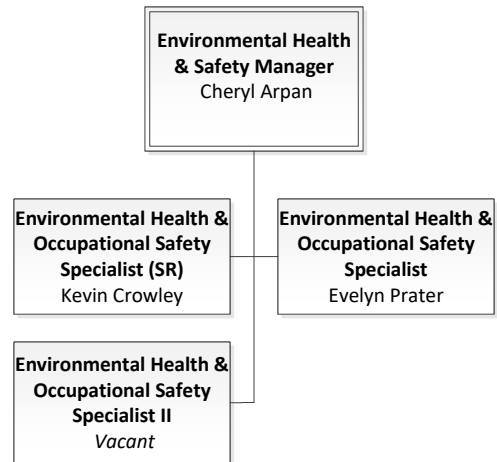 Environmental Health
& Safety Manager
Cheryl Arpan
Environmental Health &
Occupational Safety
Specialist (SR)
Kevin Crowley
Environmental Health &
Occupational Safety
Specialist
Evelyn Prater
Environmental Health &
Occupational Safety
Specialist II
Vacant